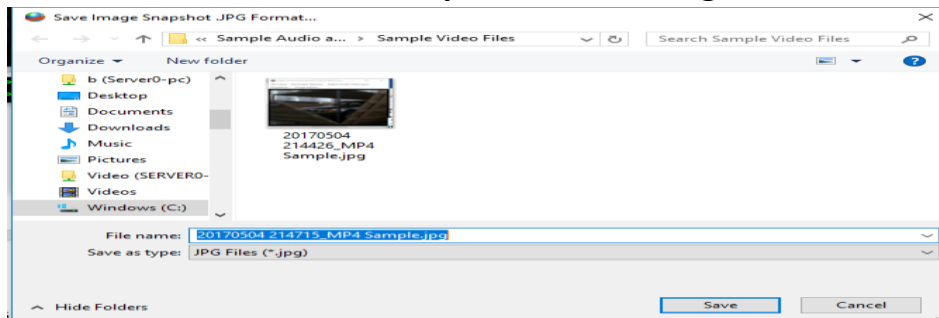 Save Image Snapshot .JPG Format...
« Sample Audio a... > Sample Video Files
Search Sample Video Files
Organize
New folder
b (Server0-pc)
Desktop
Documents
Downloads
Music
Pictures
Video (SERVER0-
Videos
Windows (C:)
20170504
214426_MP4
Sample.jpg
File name: 20170504 214715_MP4 Sample.jpg
Save as type: JPG Files (*.jpg)
Hide Folders
Save
Cancel